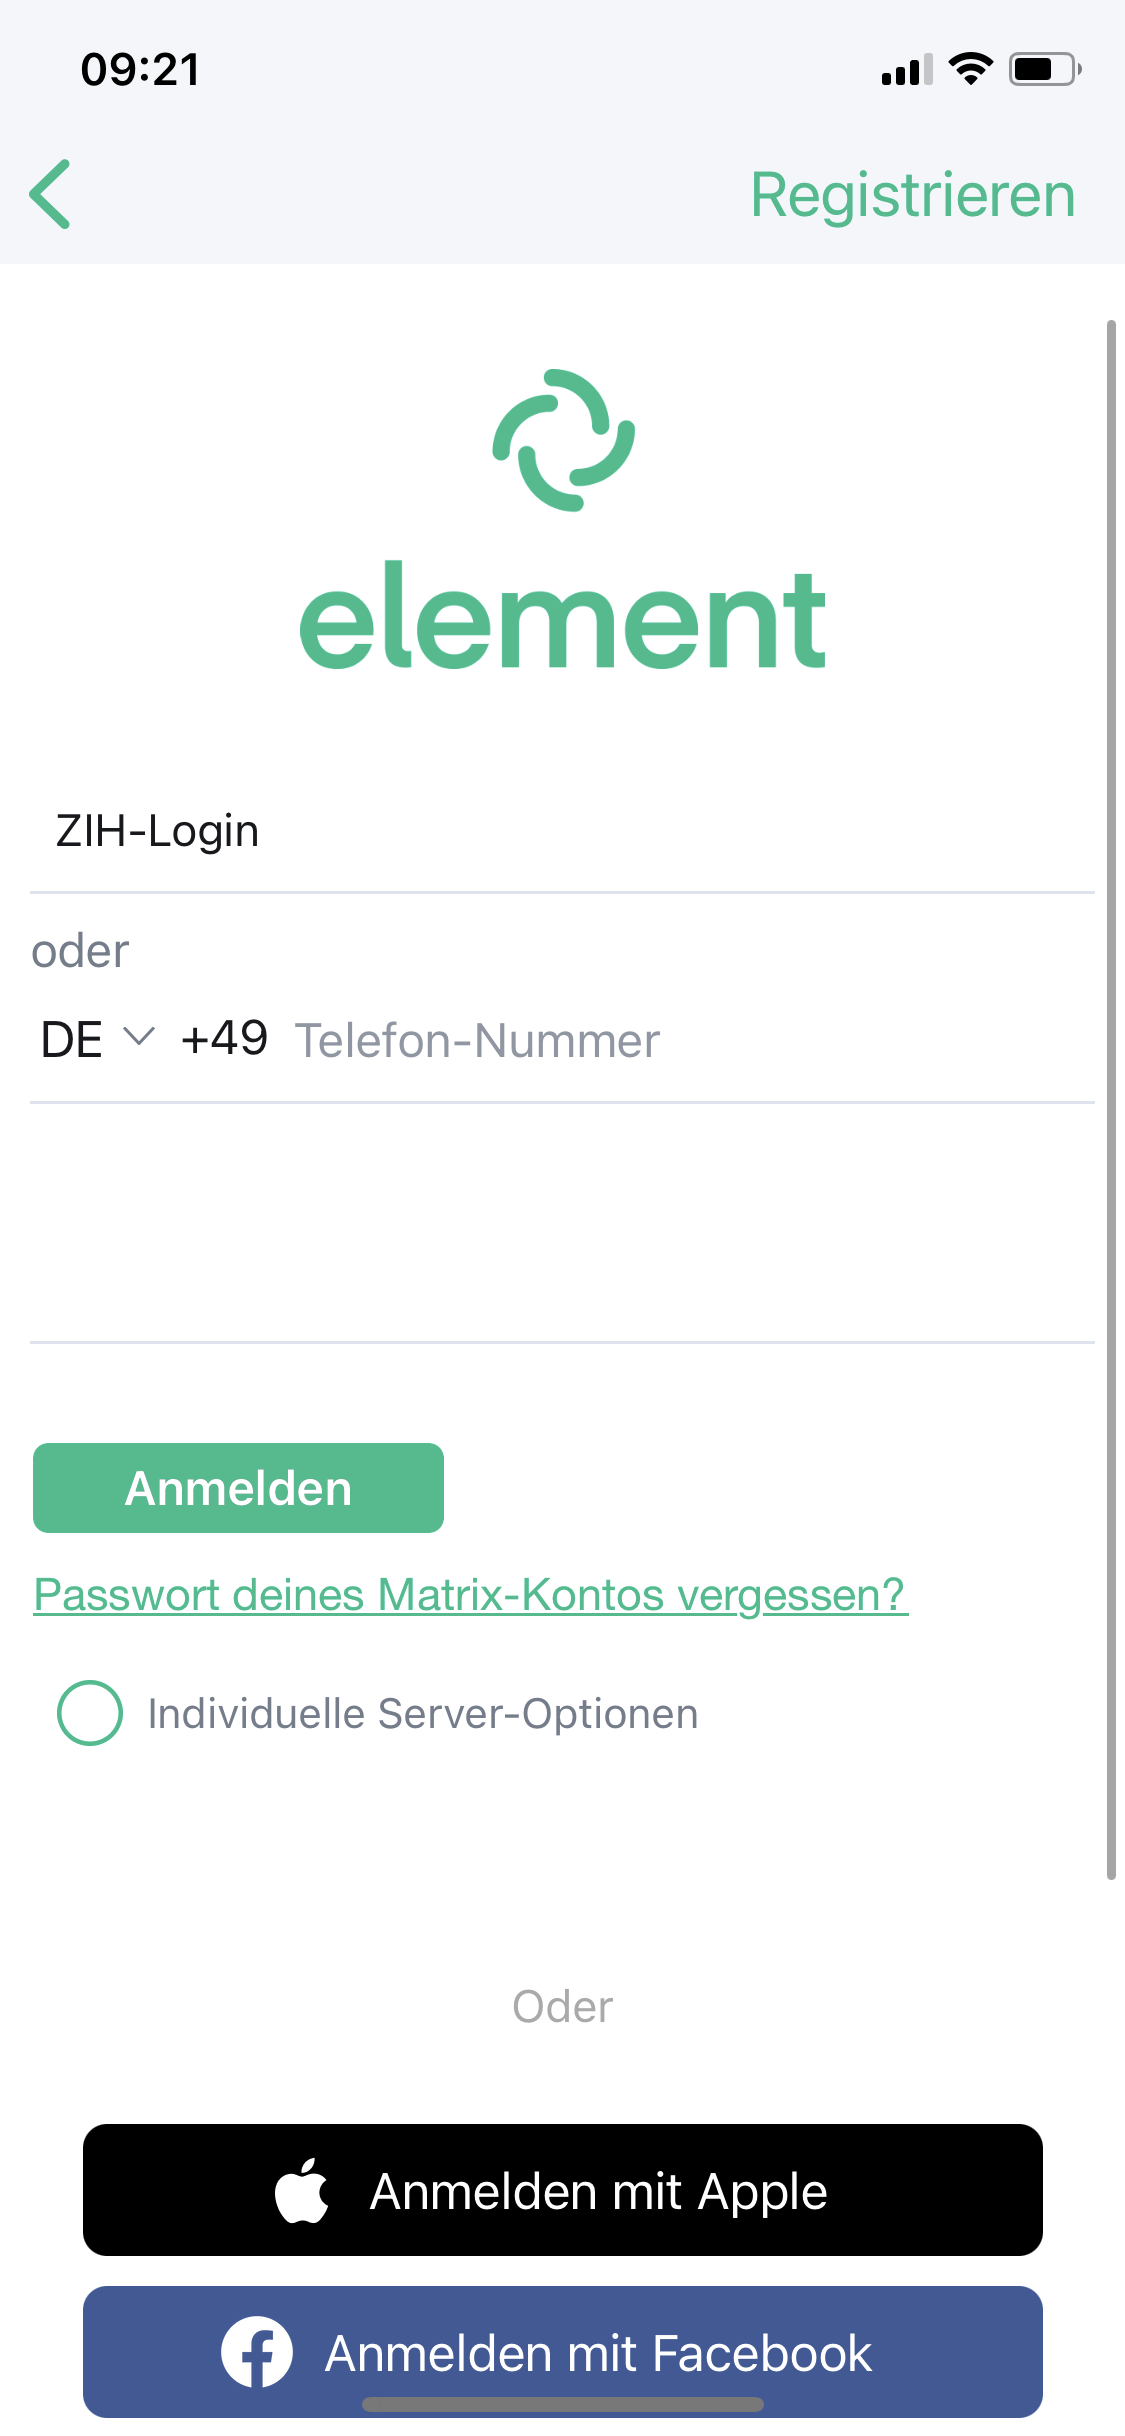 09:21
Registrieren
element
ZIH-Login
oder
DE +49 Telefon-Nummer
Anmelden
Passwort deines Matrix-Kontos vergessen?
Individuelle Server-Optionen
Oder
Anmelden mit Apple
Anmelden mit Facebook